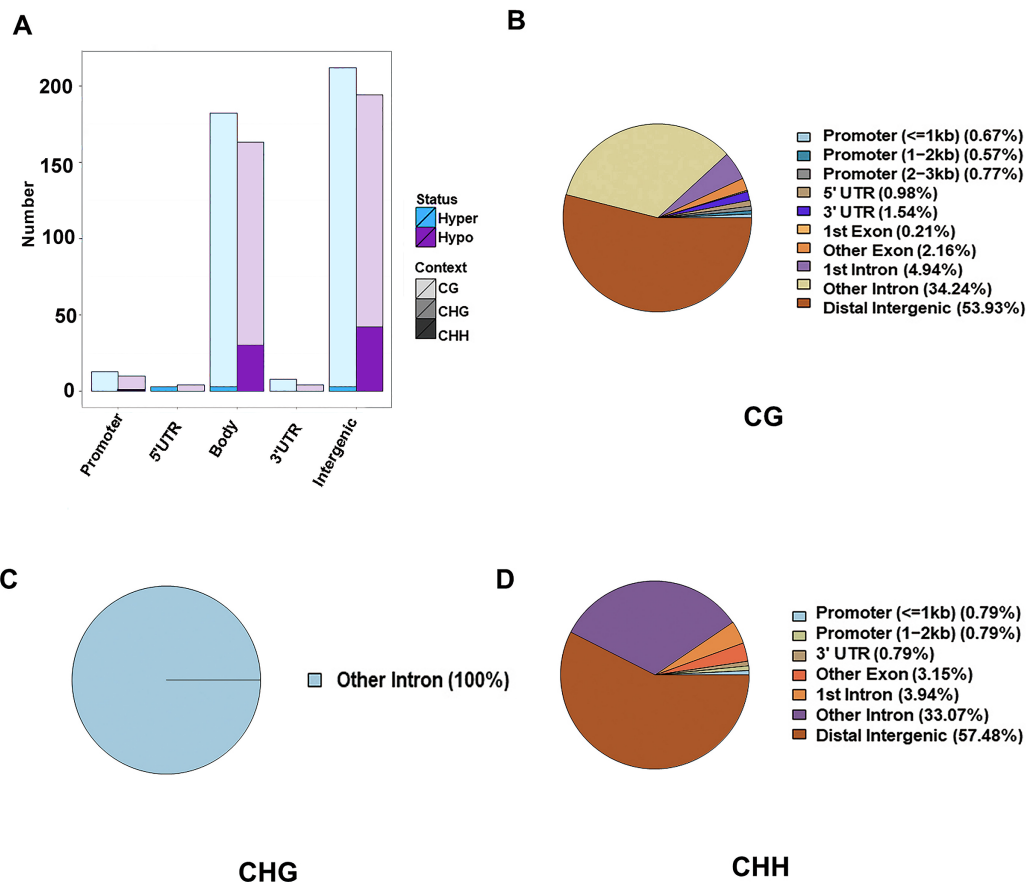 A
200
150
100
50
0
Number
Promoter
5'UTR
Body
3'UTR
Intergenic
Status
Hyper
Hypo
Context
CG
CHG
CHH
B
Promoter (<=1kb) (0.67%)
Promoter (1−2kb) (0.57%)
Promoter (2−3kb) (0.77%)
5' UTR (0.98%)
3' UTR (1.54%)
1st Exon (0.21%)
Other Exon (2.16%)
1st Intron (4.94%)
Other Intron (34.24%)
Distal Intergenic (53.93%)
CG
C
Other Intron (100%)
CHG
D
Promoter (<=1kb) (0.79%)
Promoter (1−2kb) (0.79%)
3' UTR (0.79%)
Other Exon (3.15%)
1st Intron (3.94%)
Other Intron (33.07%)
Distal Intergenic (57.48%)
CHH